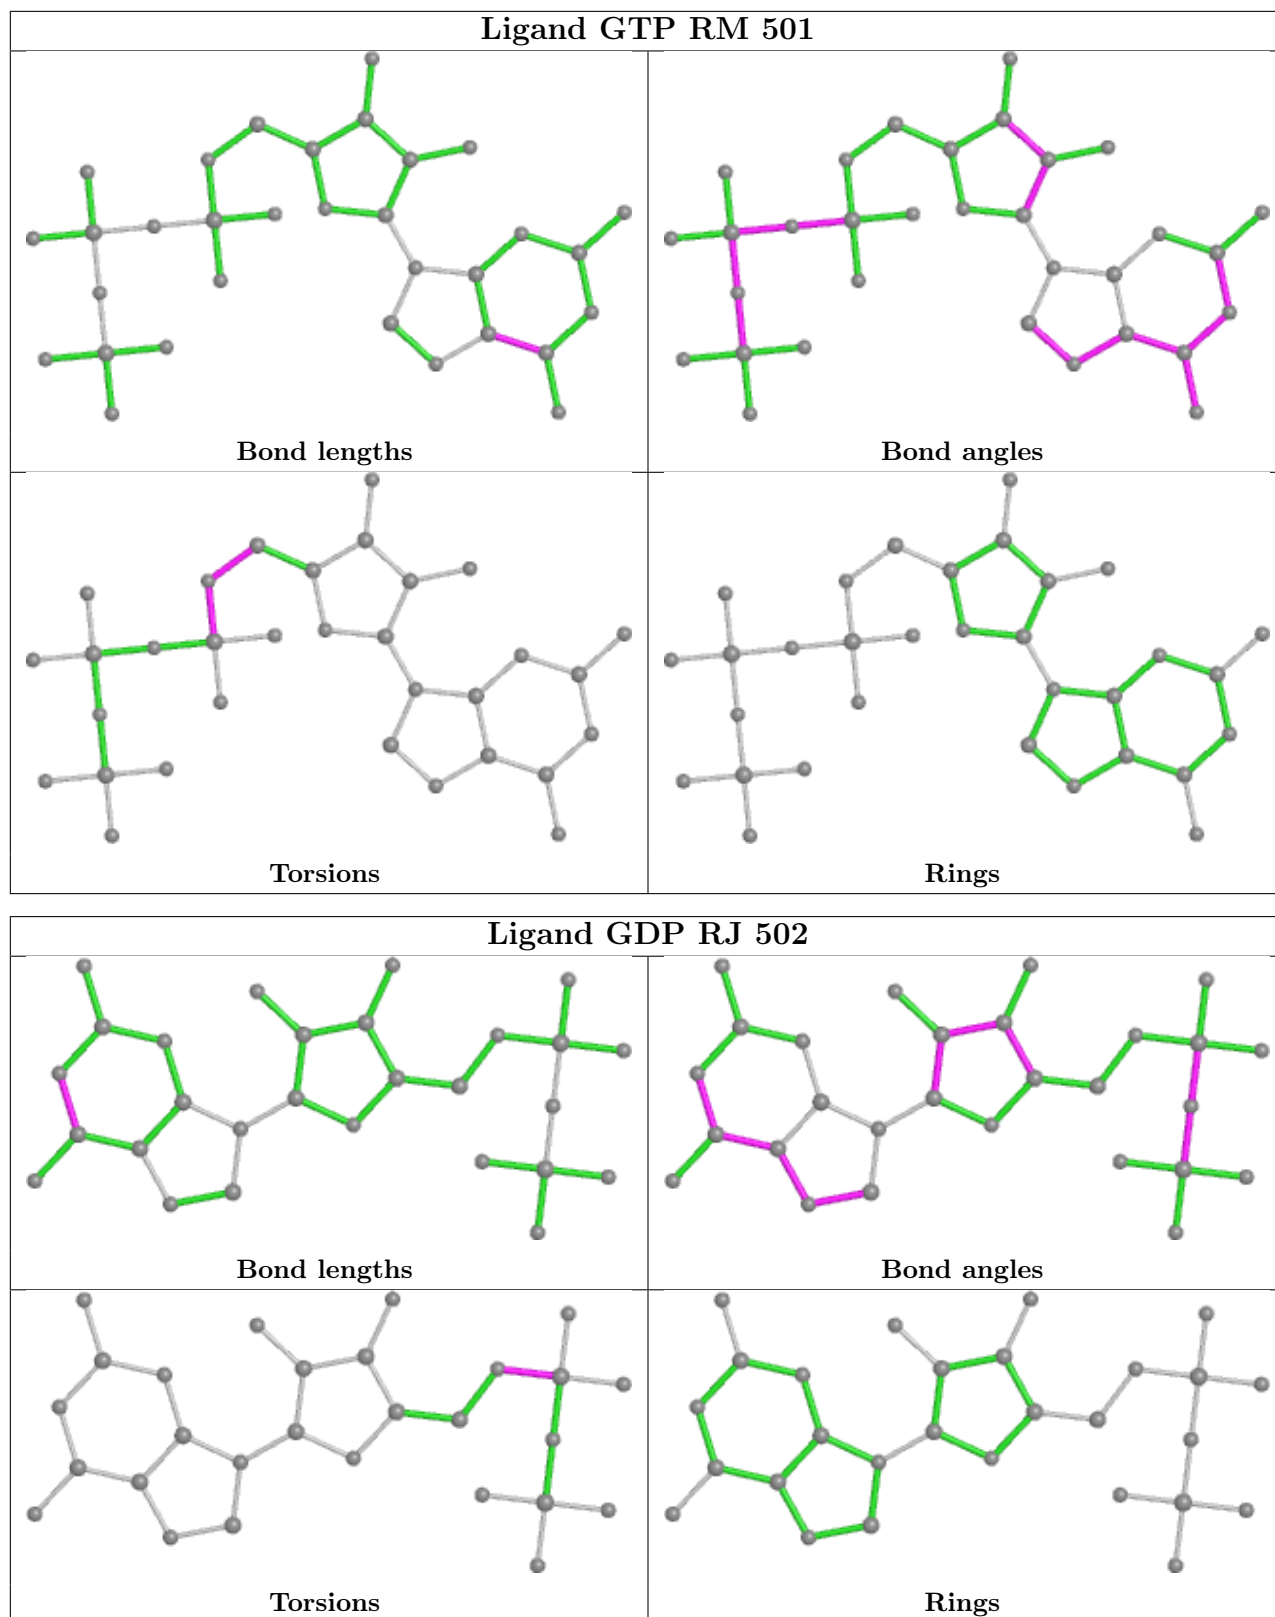 Ligand GTP RM 501
Bond lengths
Bond angles
Torsions
Rings
Ligand GDP RJ 502
Bond lengths
Bond angles
Torsions
Rings